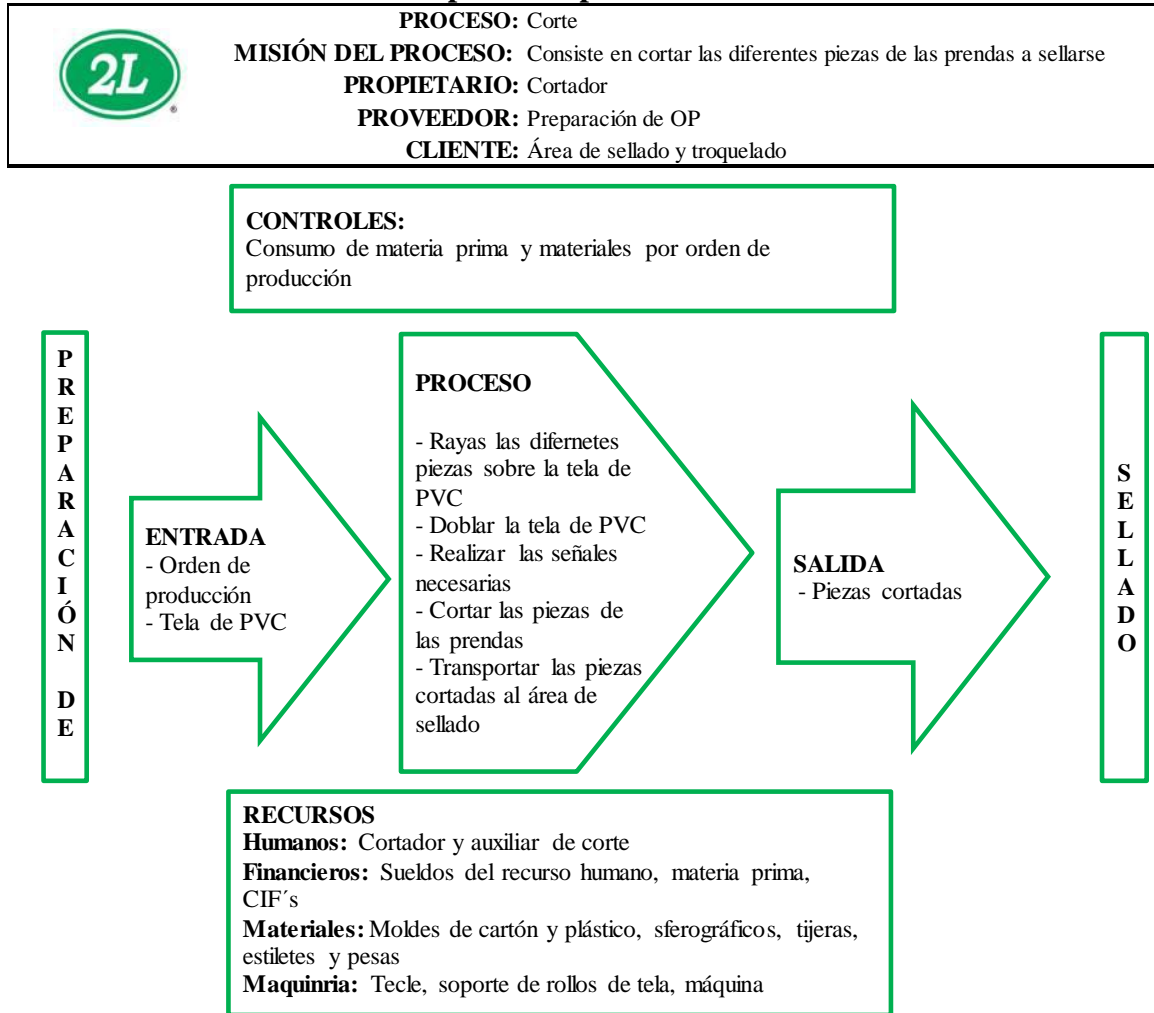 PROCESO: Corte
MISIÓN DEL PROCESO: Consiste en cortar las diferentes piezas de las prendas a sellarse
PROPIETARIO: Cortador
PROVEEDOR: Preparación de OP
CLIENTE: Área de sellado y troquelado
2L
®
CONTROLES:
Consumo de materia prima y materiales por orden de
producción
PREPARACIÓN DE
ENTRADA
- Orden de
producción
- Tela de PVC
PROCESO
- Rayas las difernetes
piezas sobre la tela de
PVC
- Doblar la tela de PVC
- Realizar las señales
necesarias
- Cortar las piezas de
las prendas
- Transportar las piezas
cortadas al área de
sellado
SALIDA
- Piezas cortadas
SELLADO
RECURSOS
Humanos: Cortador y auxiliar de corte
Financieros: Sueldos del recurso humano, materia prima,
CIF´s
Materiales: Moldes de cartón y plástico, sferográficos, tijeras,
estiletes y pesas
Maquinria: Tecle, soporte de rollos de tela, máquina